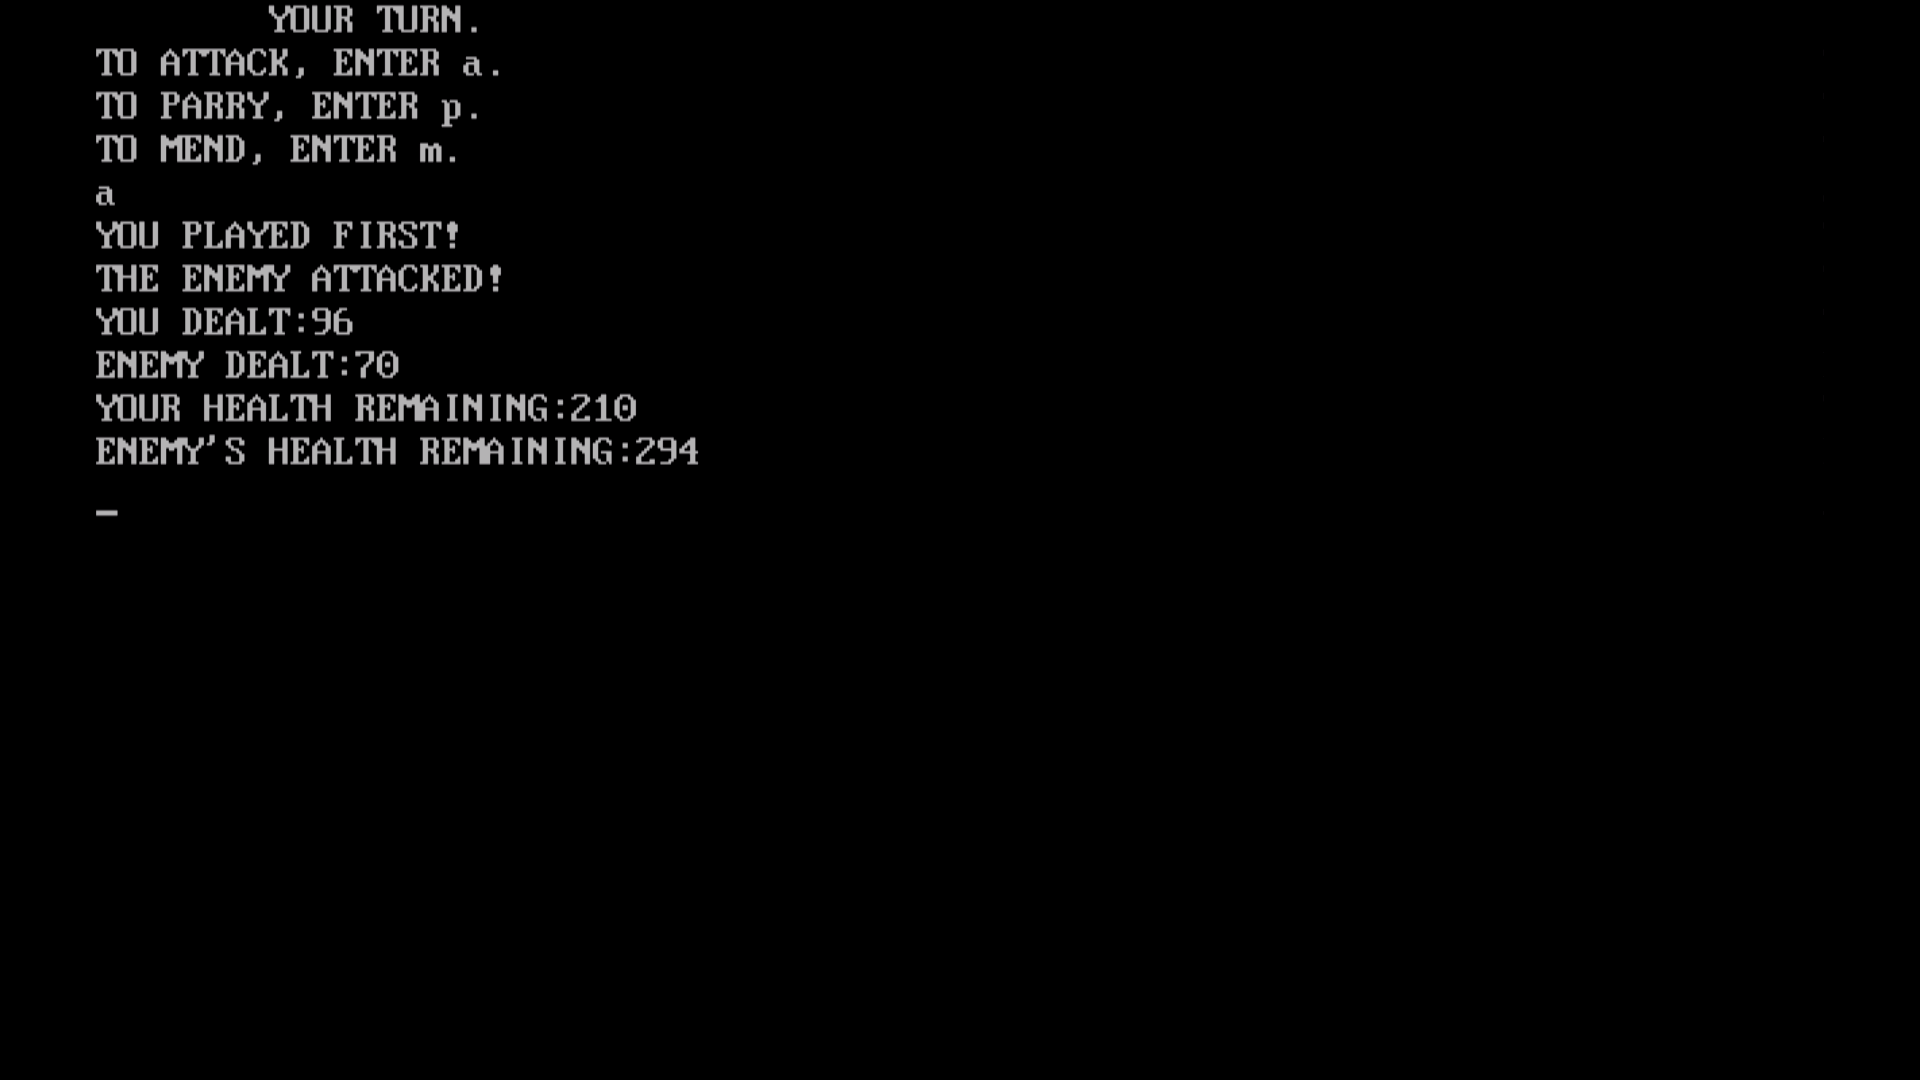 YOUR TURN.
TO ATTACK, ENTER a.
TO PARRY, ENTER p.
TO MEND, ENTER m.
a
YOU PLAYED FIRST!
THE ENEMY ATTACKED!
YOU DEALT:96
ENEMY DEALT:70
YOUR HEALTH REMAINING:210
ENEMY'S HEALTH REMAINING:294
_